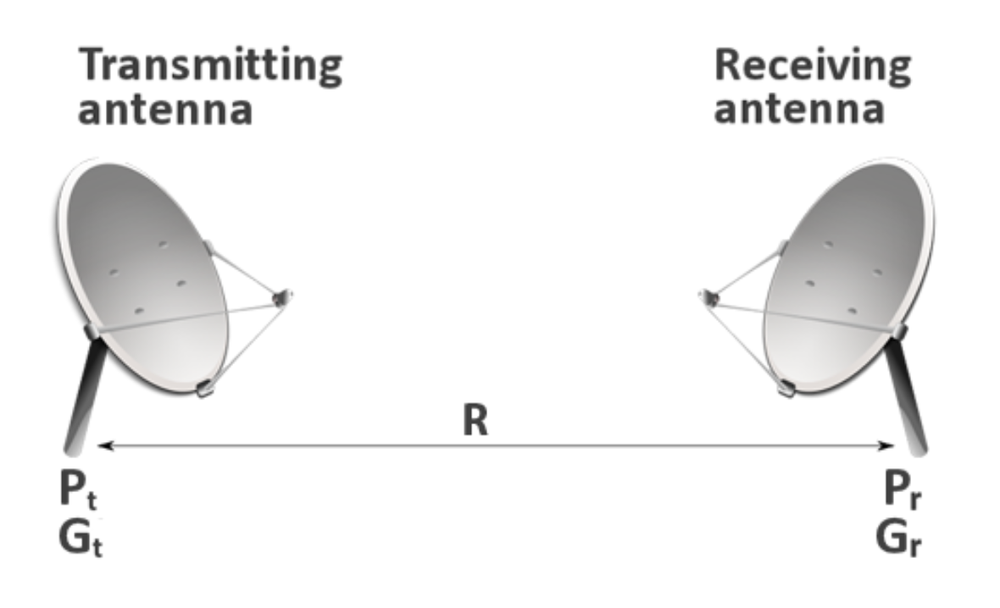 Transmitting
antenna
Receiving
antenna
R
Pt
Gt
Pr
Gr